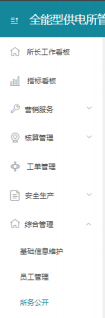 全能型供电所管
所长工作看板
指标看板
营销服务
核算管理
工单管理
安全生产
综合管理
基础信息维护
员工管理
所务公开